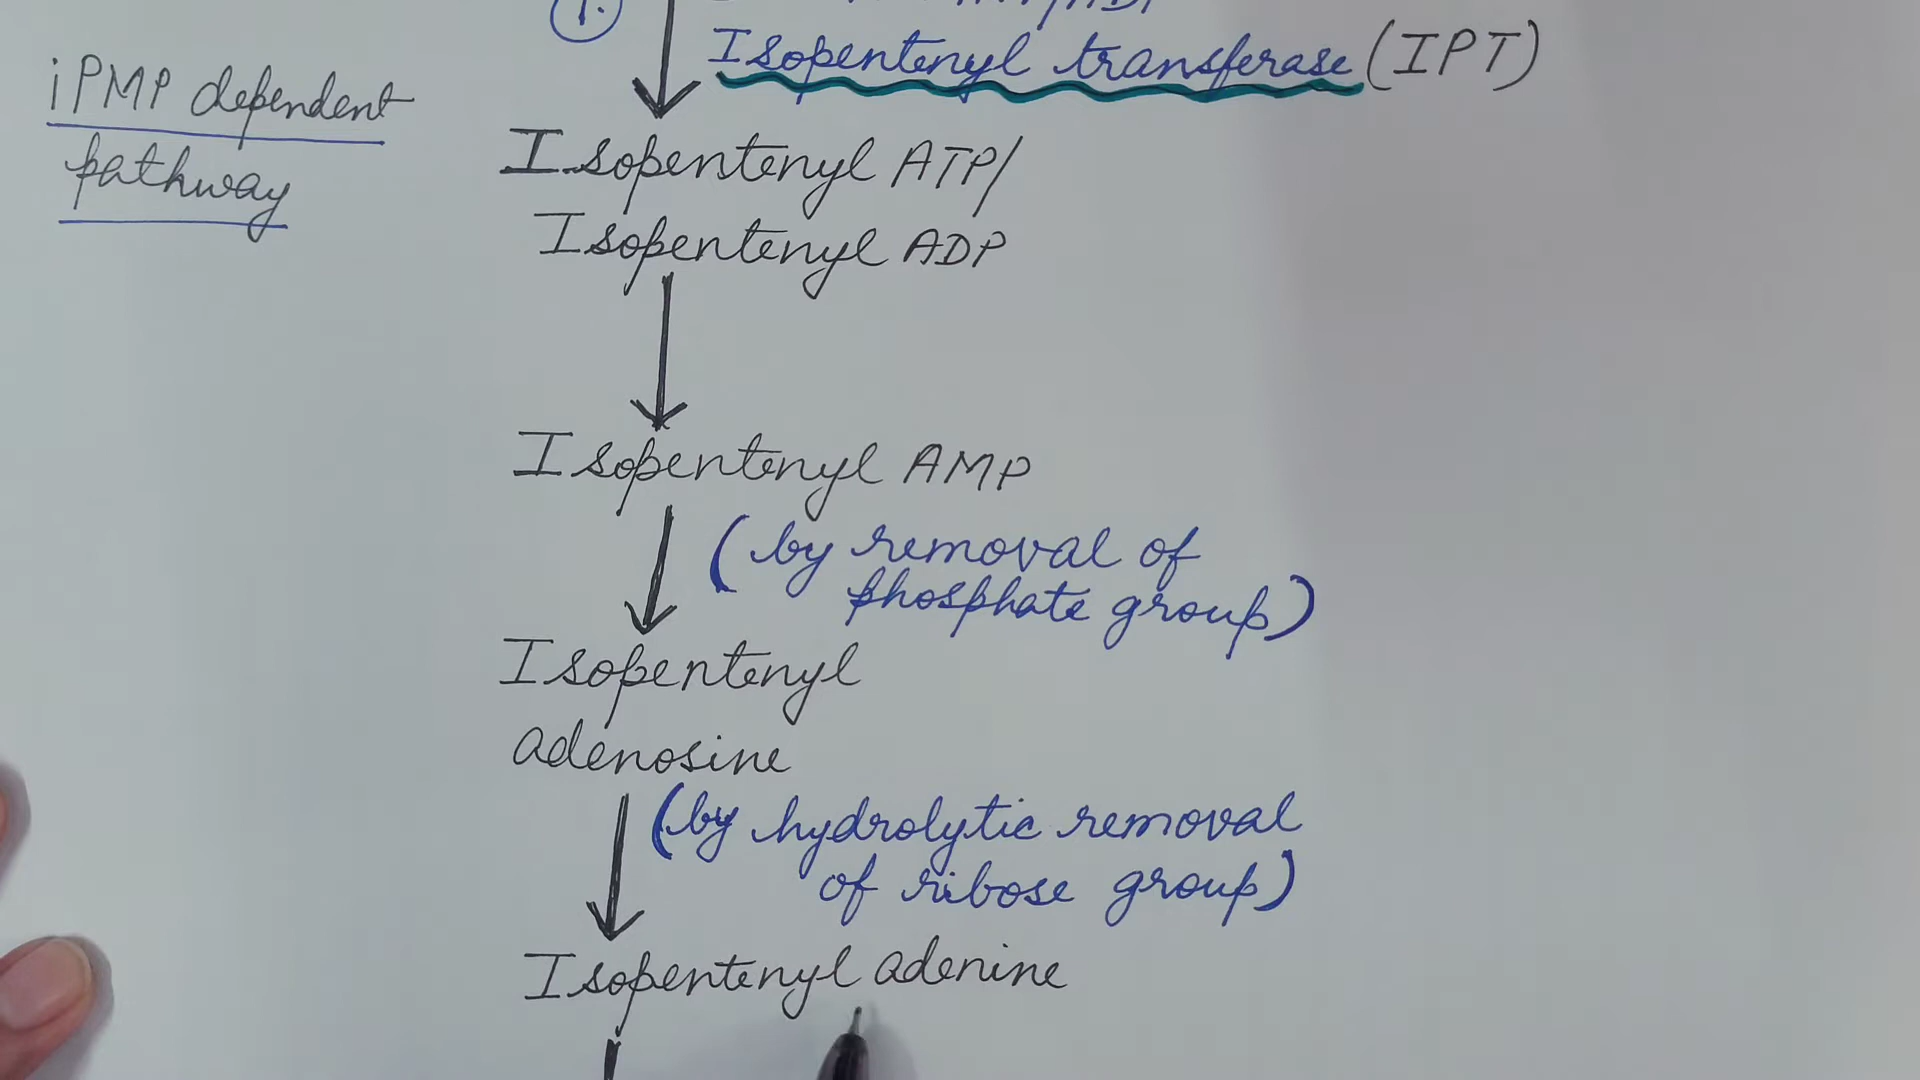 1.
Isopentenyl transferase (IPT)
iPMP dependent
pathway
Isopentenyl ATP/
Isopentenyl ADP
Isopentenyl AMP
(by removal of
phosphate group)
Isopentenyl
adenosine
(by hydrolytic removal
of ribose group)
Isopentenyl adenine